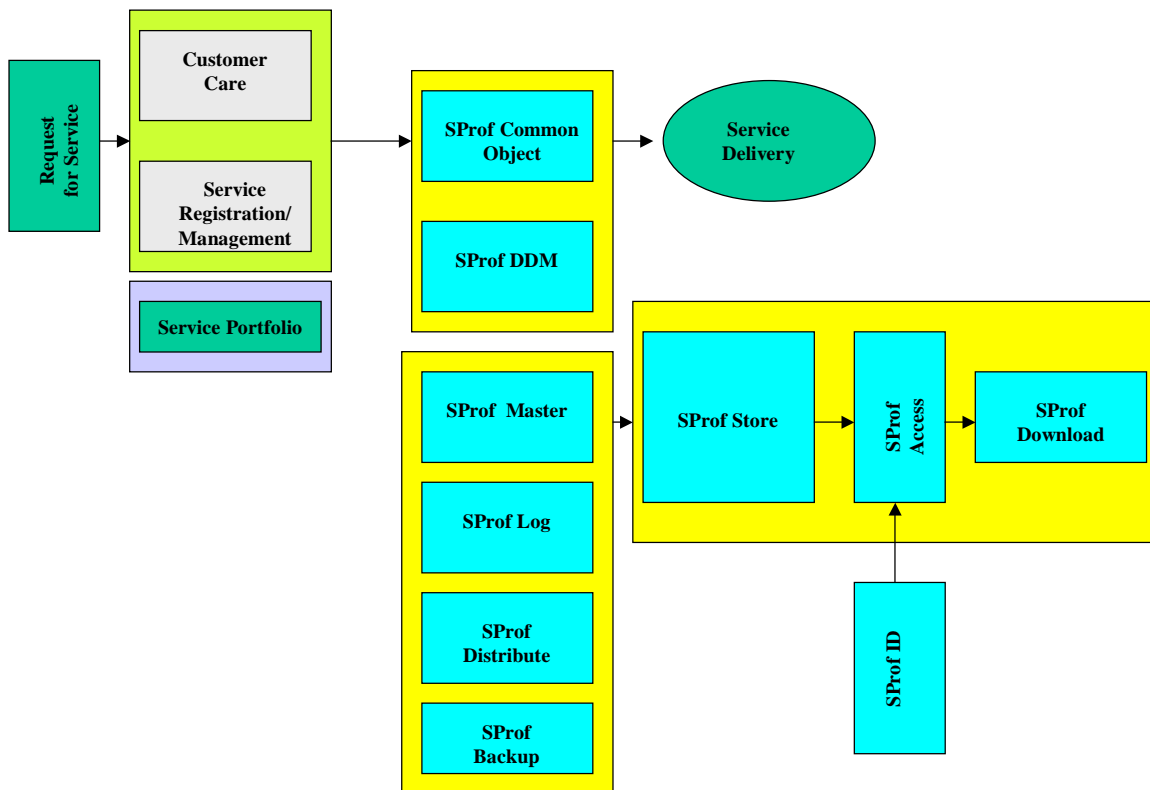 Request
for Service
Customer
Care
Service
Registration/
Management
Service Portfolio
SProf Common
Object
SProf DDM
Service
Delivery
SProf  Master
SProf Log
SProf
Distribute
SProf
Backup
SProf Store
SProf
Access
SProf
Download
SProf ID